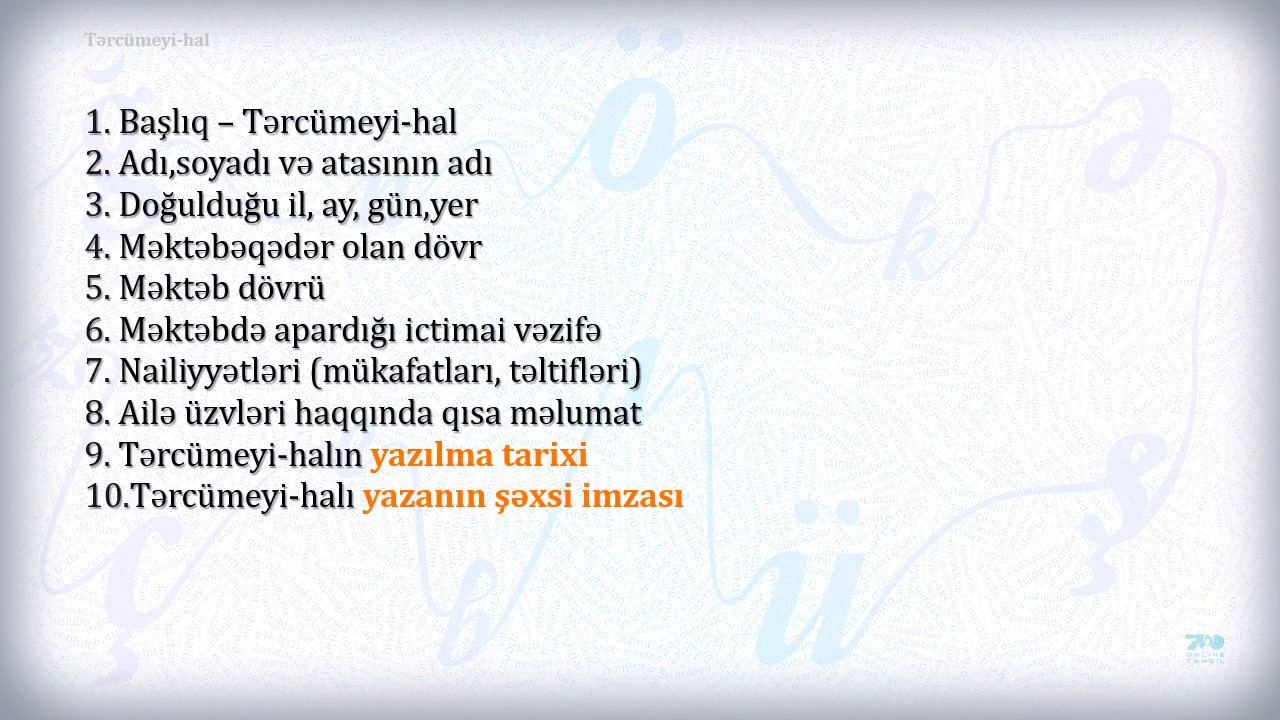 Tərcümeyi-hal
1. Başlıq – Tərcümeyi-hal
2. Adı,soyadı və atasının adı
3. Doğulduğu il, ay, gün,yer
4. Məktəbəqədər olan dövr
5. Məktəb dövrü
6. Məktəbdə apardığı ictimai vəzifə
7. Nailiyyətləri (mükafatları, təltifləri)
8. Ailə üzvləri haqqında qısa məlumat
9. Tərcümeyi-halın yazılma tarixi
10.Tərcümeyi-halı yazanın şəxsi imzası
ö
ə
k
ş
ü
ç
b
ğ
ONLINE
TƏHSİL